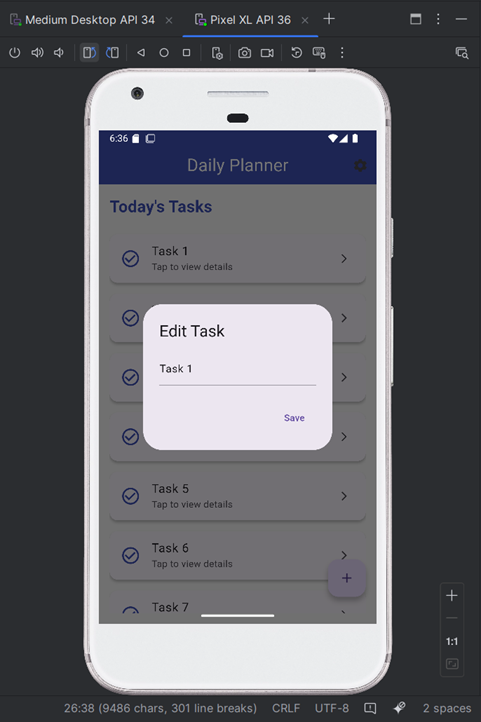 Medium Desktop API 34
Pixel XL API 36
6:36
Daily Planner
Today's Tasks
Task 1
Tap to view details
Edit Task
Task 1
Save
Task 5
Tap to view details
Task 6
Tap to view details
+
Task 7
1:1
26:38 (9486 chars, 301 line breaks) CRLF UTF-8 2 spaces